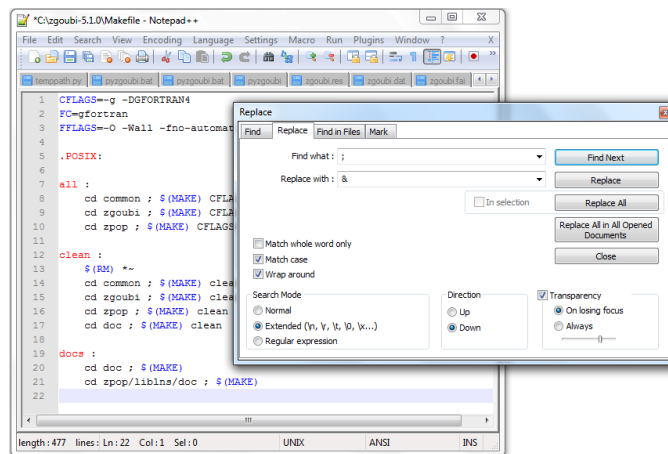 *C:\zgoubi-5.1.0\Makefile - Notepad++
File Edit Search View Encoding Language Settings Macro Run Plugins Window ? X
temppath.py pyzgoubi.bat pyzgoubi.bat pyzgoubi zgoubi.res zgoubi.dat zgoubi.fai
1 CFLAGS=-g -DGFORTRAN4
2 FC=gfortran
3 FFLAGS=-O -Wall -fno-automat
4
5 .POSIX:
6
7 all :
8 cd common ; $(MAKE) CFLA
9 cd zgoubi ; $(MAKE) CFLA
10 cd zpop ; $(MAKE) CFLAGS
11
12 clean :
13 $(RM) *~
14 cd common ; $(MAKE) clea
15 cd zgoubi ; $(MAKE) clea
16 cd zpop ; $(MAKE) clean
17 cd doc ; $(MAKE) clean
18
19 docs :
20 cd doc ; $(MAKE)
21 cd zpop/liblns/doc ; $(MAKE)
22
length : 477 lines: Ln : 22 Col : 1 Sel : 0 UNIX ANSI INS
Replace
Find Replace Find in Files Mark
Find what : ; Find Next
Replace with : & Replace
In selection Replace All
Replace All in All Opened Documents
Close
Match whole word only
Match case
Wrap around
Search Mode
Normal
Extended (\n, \r, \t, \0, \x...)
Regular expression
Direction
Up
Down
Transparency
On losing focus
Always